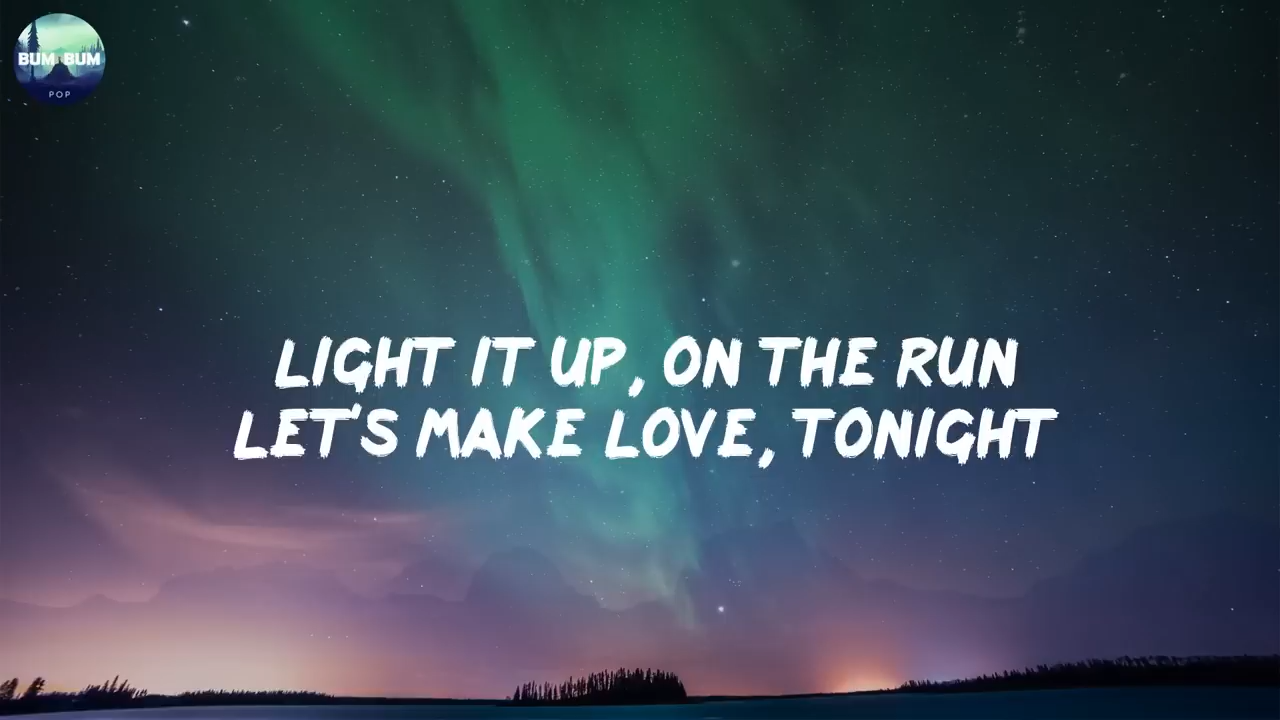 BUM BUM
POP
LIGHT IT UP, ON THE RUN
LET'S MAKE LOVE, TONIGHT